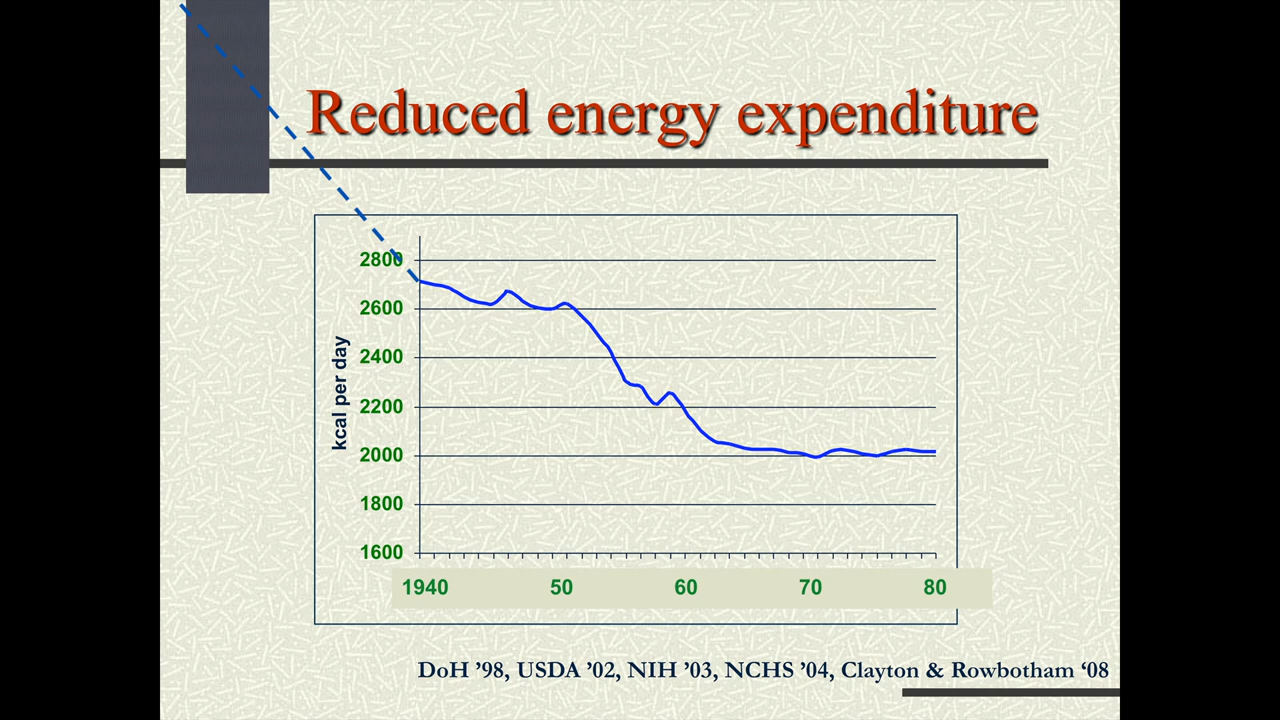 Reduced energy expenditure
kcal per day
2800
2600
2400
2200
2000
1800
1600
1940 50 60 70 80
DoH ’98, USDA ’02, NIH ’03, NCHS ’04, Clayton & Rowbotham ‘08